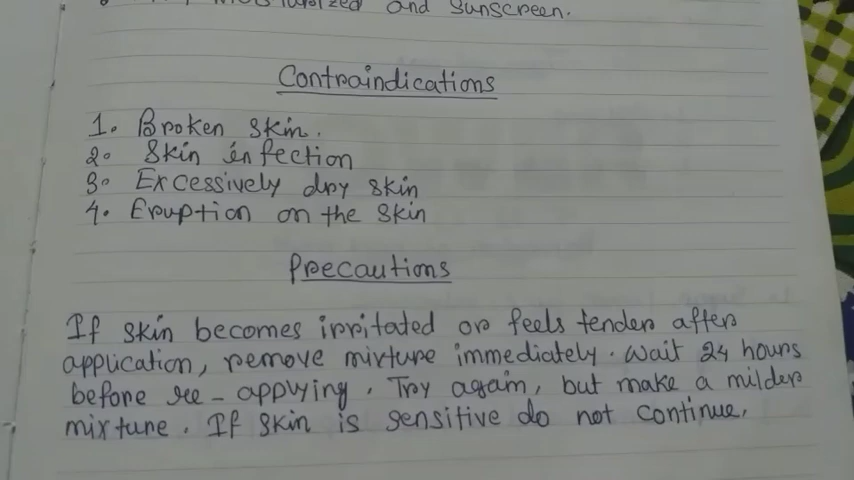 and Sunscreen.
Contraindications
1. Broken skin.
2. Skin infection
3. Excessively dry skin
4. Eruption on the skin
Precautions
If skin becomes irritated or feels tender after
application, remove mixture immediately. Wait 24 hours
before re-applying. Try again, but make a milder
mixture. If skin is sensitive do not continue.